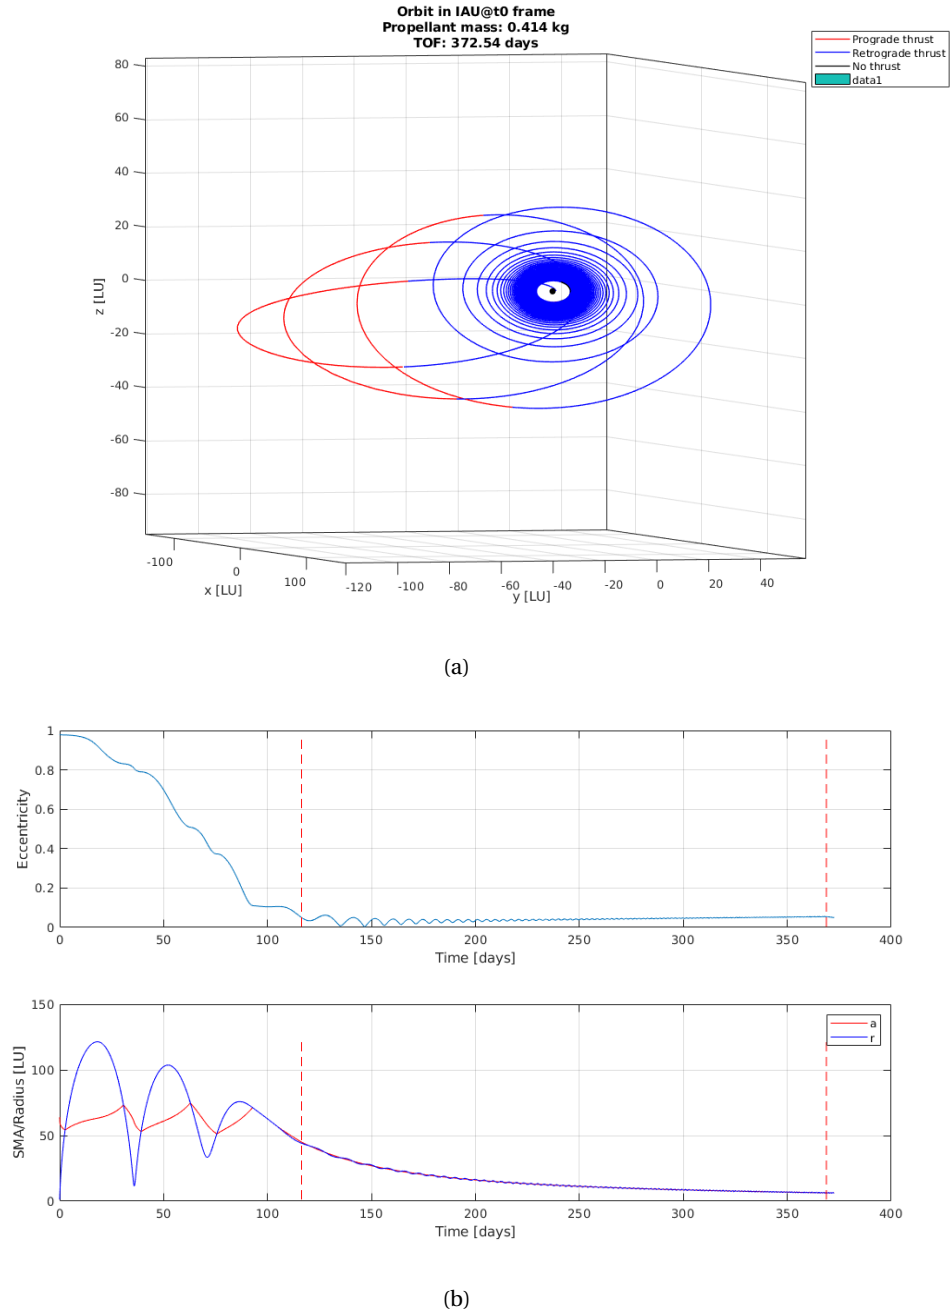 Orbit in IAU@t0 frame
Propellant mass: 0.414 kg
TOF: 372.54 days
Prograde thrust
Retrograde thrust
No thrust
data1
80
60
40
20
0
-20
-40
-60
-80
z [LU]
-100
0
100
x [LU]
-120
-100
-80
-60
-40
-20
0
20
40
y [LU]
(a)
1
0.8
0.6
0.4
0.2
0
Eccentricity
0 50 100 150 200 250 300 350 400
Time [days]
150
100
50
0
SMA/Radius [LU]
a
r
0 50 100 150 200 250 300 350 400
Time [days]
(b)